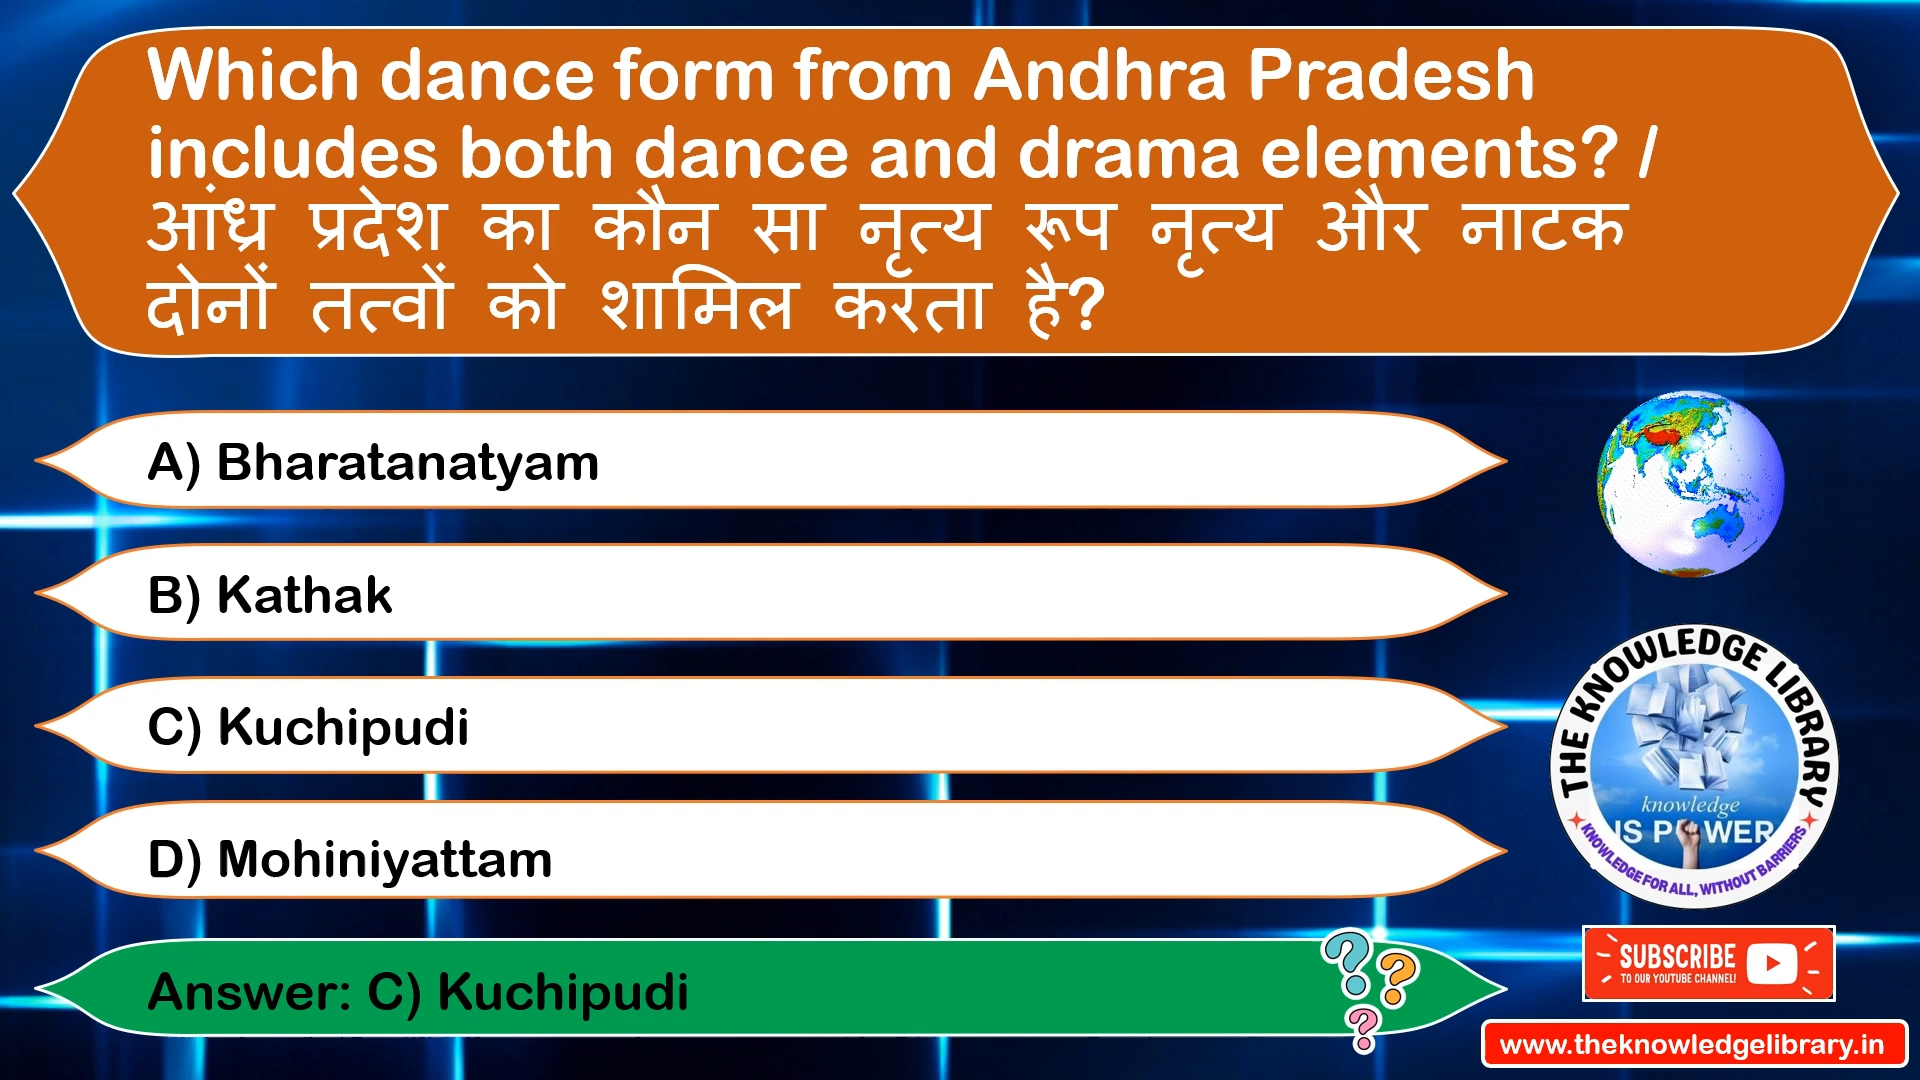 Which dance form from Andhra Pradesh
includes both dance and drama elements? /
आंध्र प्रदेश का कौन सा नृत्य रूप नृत्य और नाटक
दोनों तत्वों को शामिल करता है?
A) Bharatanatyam
B) Kathak
C) Kuchipudi
D) Mohiniyattam
Answer: C) Kuchipudi
THE KNOWLEDGE LIBRARY
knowledge
IS POWER
KNOWLEDGE FOR ALL, WITHOUT BARRIERS
SUBSCRIBE
TO OUR YOUTUBE CHANNEL!
www.theknowledgelibrary.in